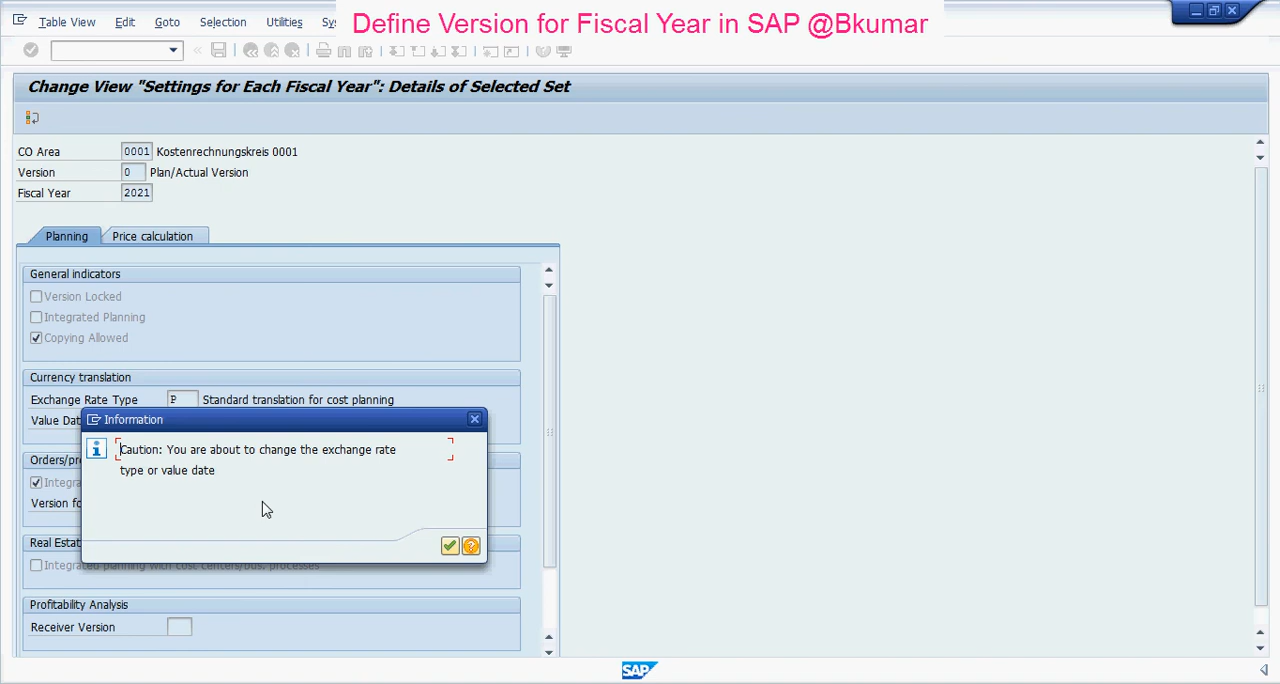 Table View Edit Goto Selection Utilities Sy
Define Version for Fiscal Year in SAP @Bkumar
Change View "Settings for Each Fiscal Year": Details of Selected Set
CO Area 0001 Kostenrechnungskreis 0001
Version 0 Plan/Actual Version
Fiscal Year 2021
Planning Price calculation
General indicators
Version Locked
Integrated Planning
Copying Allowed
Currency translation
Exchange Rate Type P Standard translation for cost planning
Value Dat
Information
Caution: You are about to change the exchange rate
type or value date
Orders/pr
Integra
Version fo
Real Estat
Integrated planning with cost centers/bus. processes
Profitability Analysis
Receiver Version
SAP